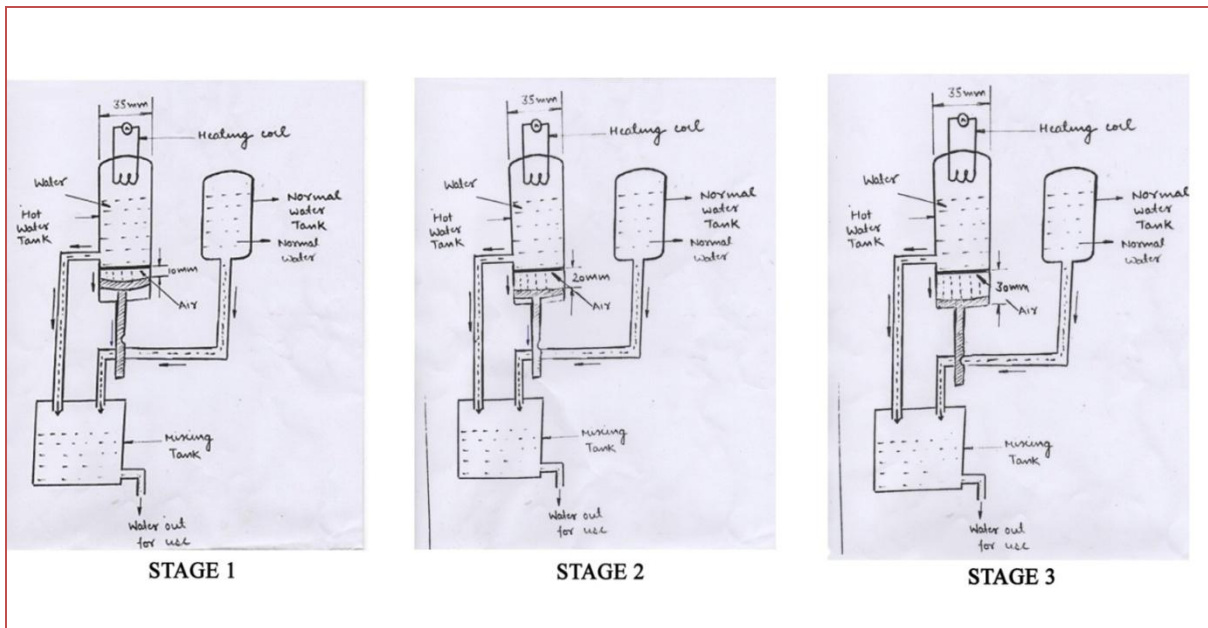 35mm
Heating coil
Water
Normal
Water
Tank
Hot
Water
Tank
Normal
Water
10mm
Air
Mixing
Tank
Water out
for use
STAGE 1
35mm
Heating coil
Water
Normal
Water
Tank
Hot
Water
Tank
Normal
Water
20mm
Air
Mixing
Tank
Water out
for use
STAGE 2
35mm
Heating coil
Water
Normal
Water
Tank
Hot
Water
Tank
Normal
Water
30mm
Air
Mixing
Tank
Water out
for use
STAGE 3